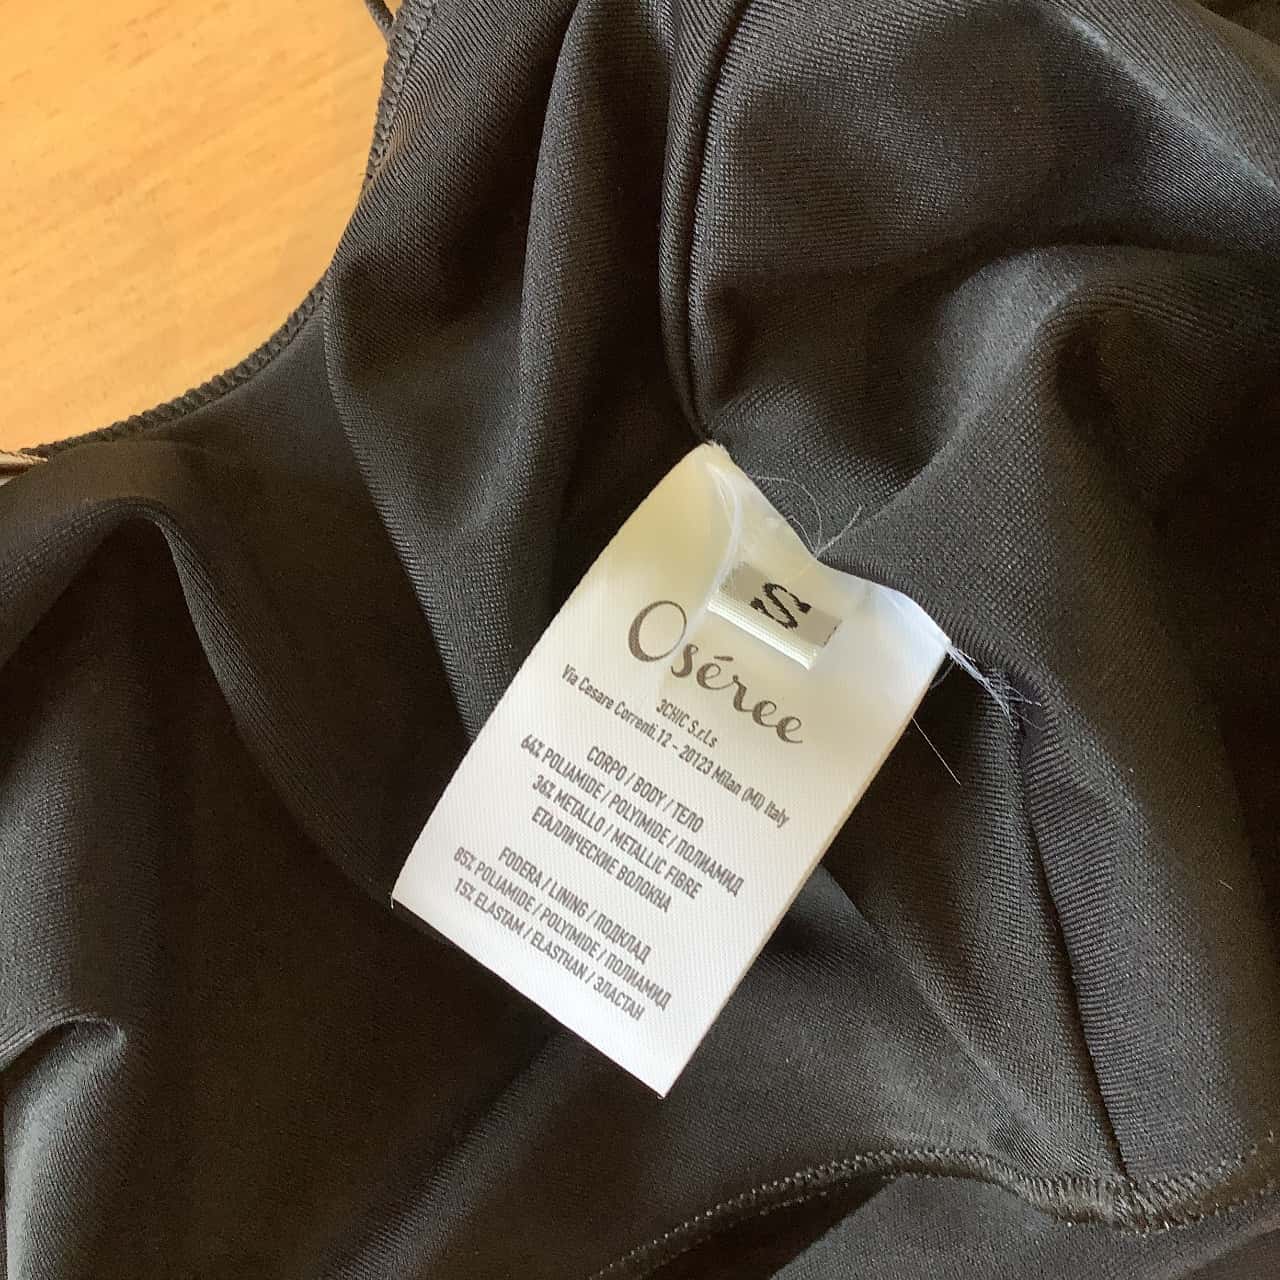 S
Oséree
3CHIC S.r.l.s
Via Cesare Correnti.12 - 20123 Milan (MI) Italy
CORPO / BODY / ТЕЛО
64% POLIAMIDE / POLYIMIDE / ПОЛИАМИД
36% METALLO / METALLIC FIBRE
ЕТАЛЛИЧЕСКИЕ ВОЛОКНА
FODERA / LINING / ПОДКЛАД
85% POLIAMIDE / POLYIMIDE / ПОЛИАМИД
15% ELASTAM / ELASTHAN / ЭЛАСТАН